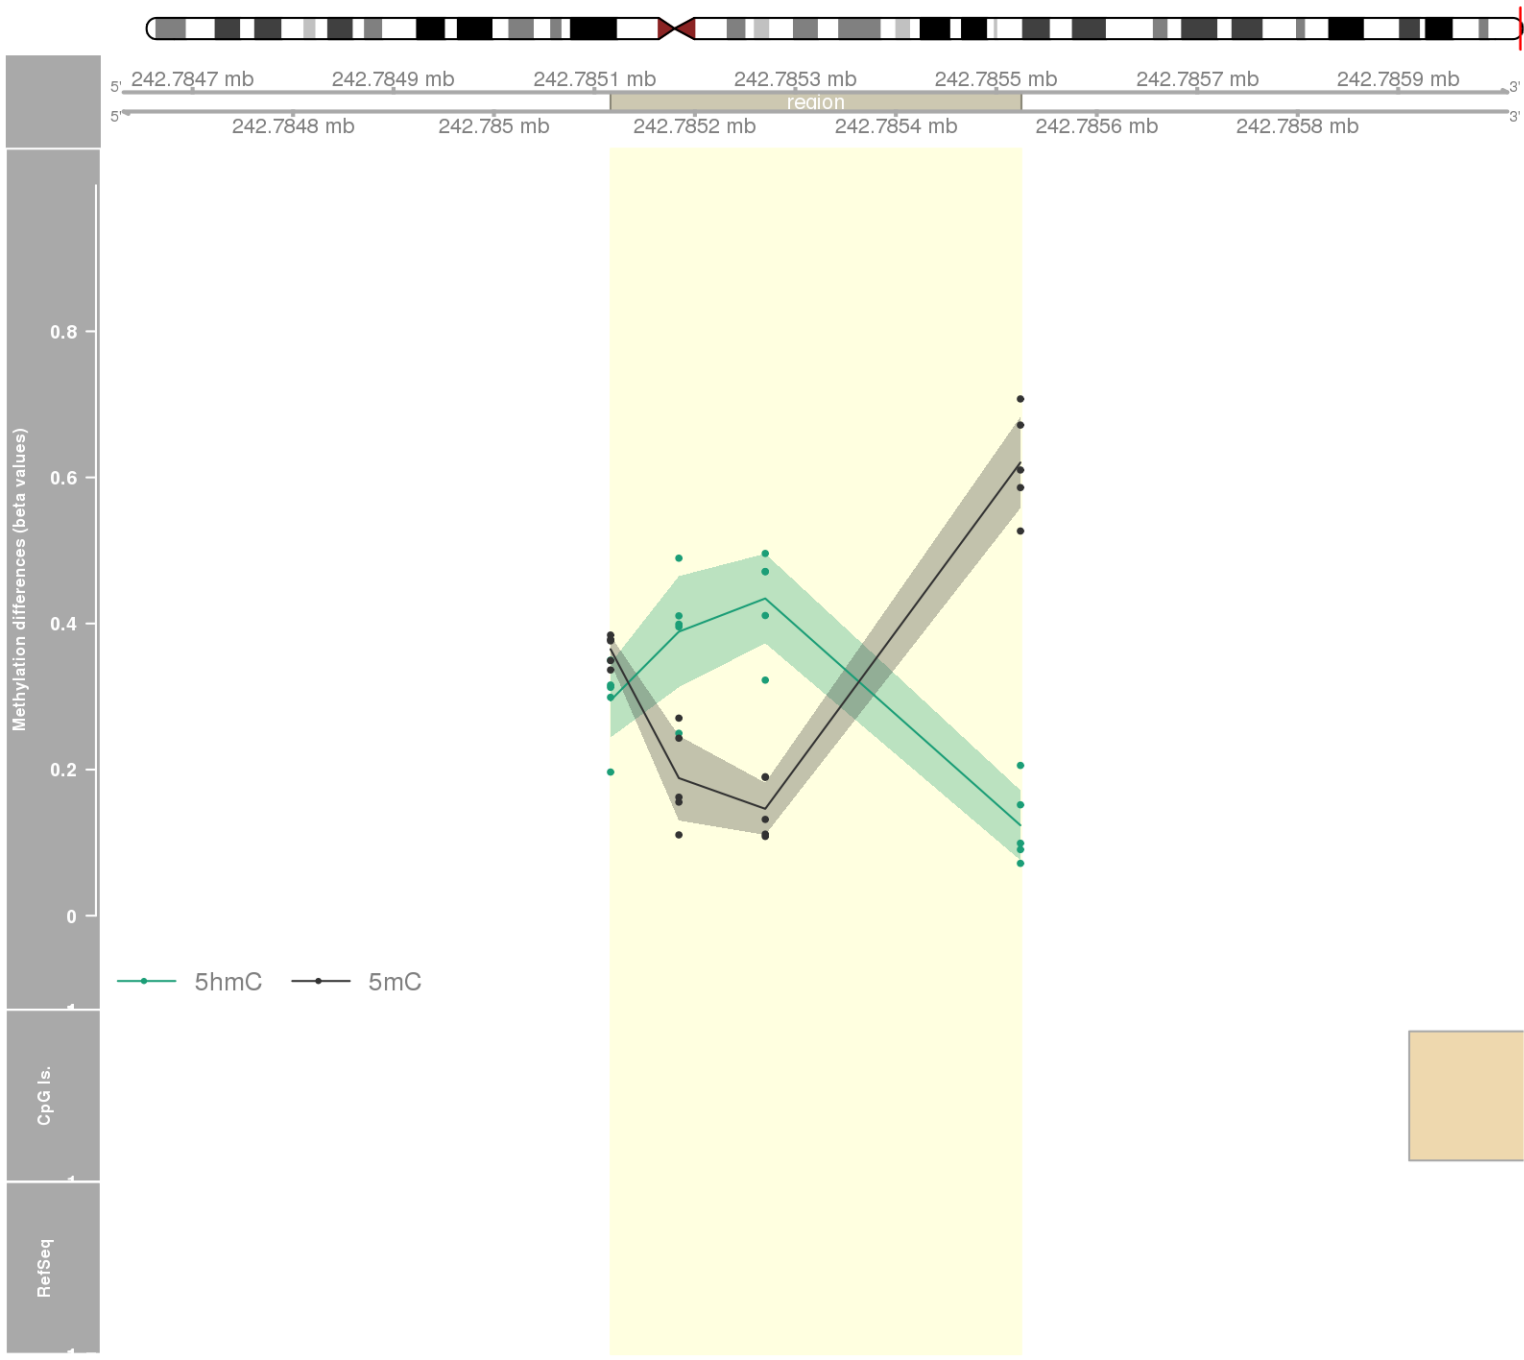 242.7847 mb 242.7849 mb 242.7851 mb 242.7853 mb 242.7855 mb 242.7857 mb 242.7859 mb
5' 3'
region
5' 3'
242.7848 mb 242.785 mb 242.7852 mb 242.7854 mb 242.7856 mb 242.7858 mb
Methylation differences (beta values)
0.8
0.6
0.4
0.2
0
5hmC 5mC
CpG Is.
RefSeq